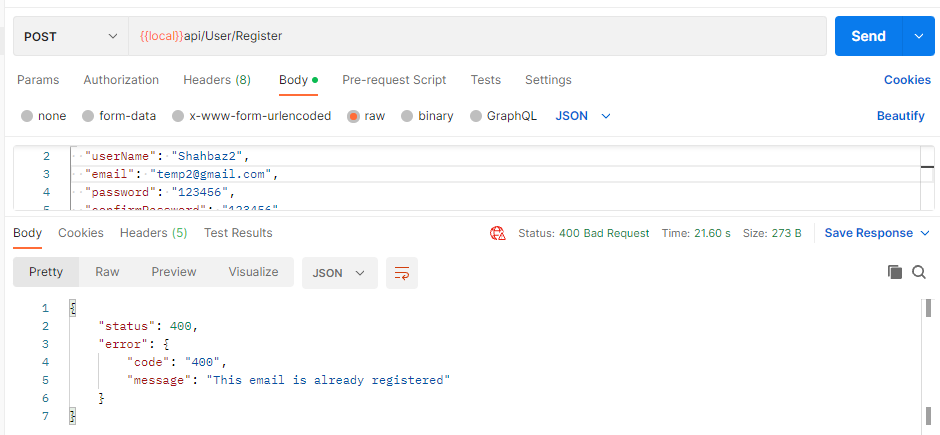 POST {{local}}api/User/Register Send
Params Authorization Headers (8) Body Pre-request Script Tests Settings Cookies
none form-data x-www-form-urlencoded raw binary GraphQL JSON Beautify
2 "userName": "Shahbaz2",
3 "email": "temp2@gmail.com",
4 "password": "123456",
5 "confirmPassword": "123456"
Body Cookies Headers (5) Test Results Status: 400 Bad Request Time: 21.60 s Size: 273 B Save Response
Pretty Raw Preview Visualize JSON
1 {
2 "status": 400,
3 "error": {
4 "code": "400",
5 "message": "This email is already registered"
6 }
7 }